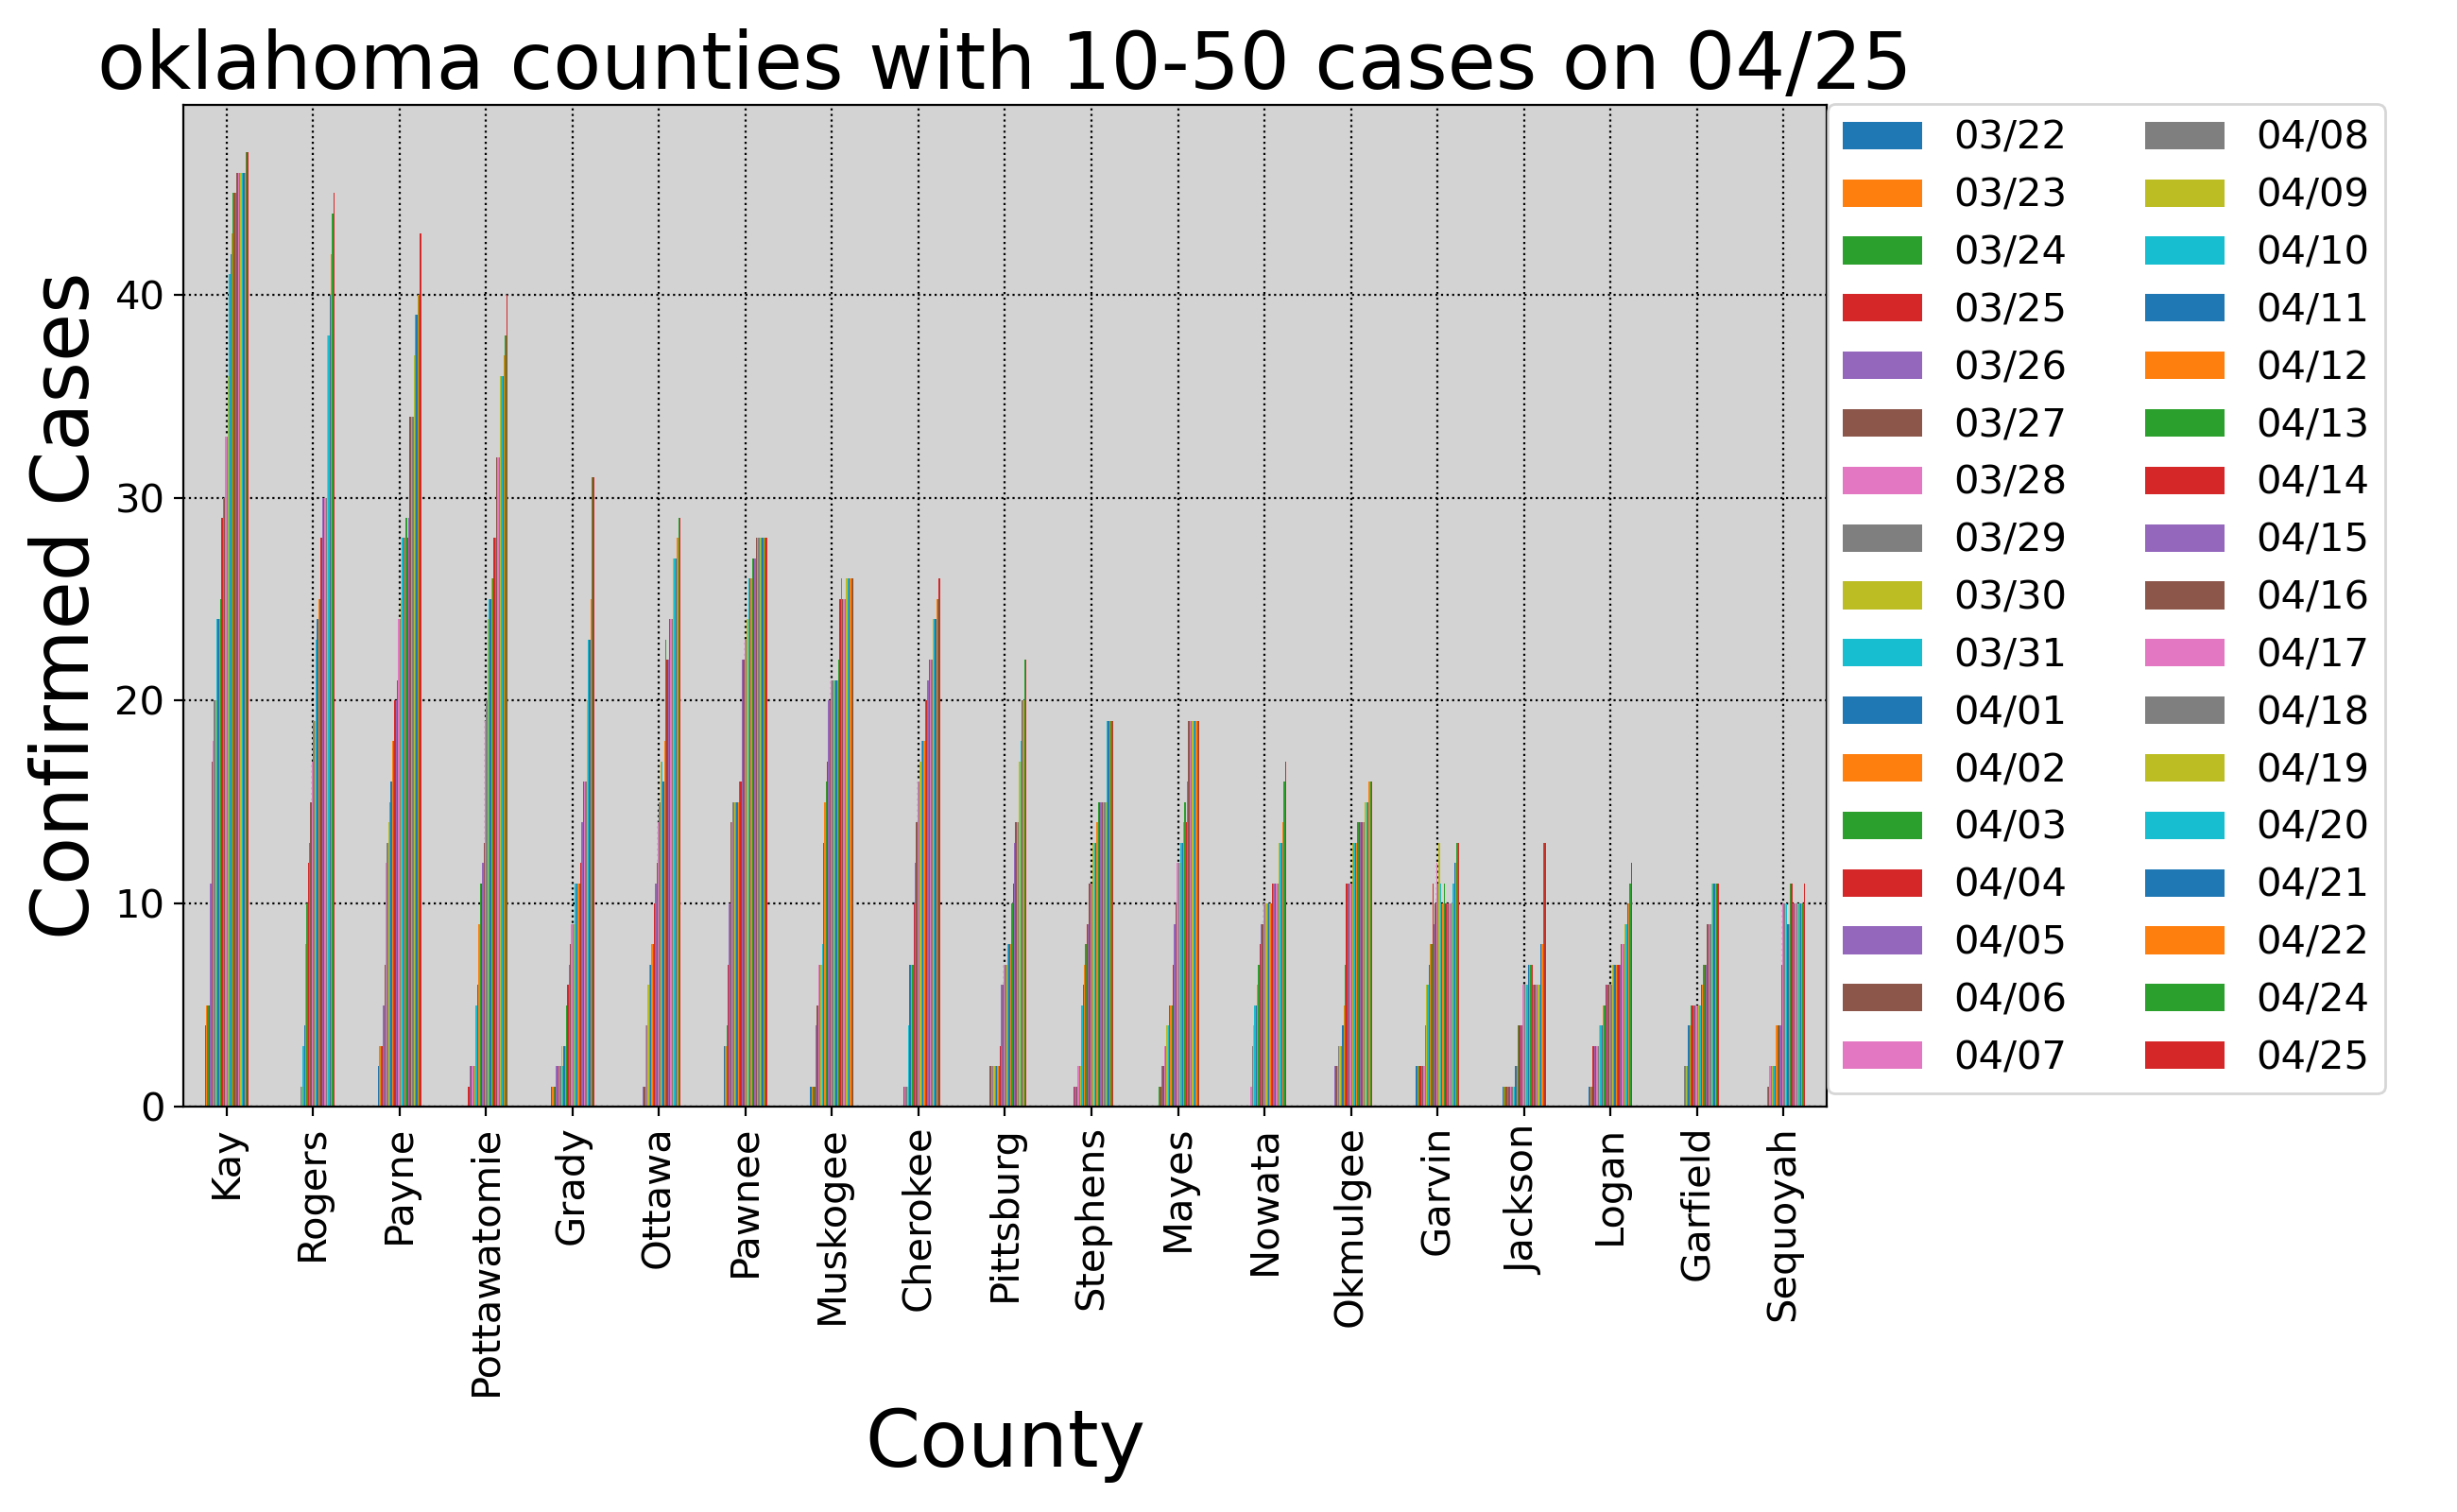 oklahoma counties with 10-50 cases on 04/25
Confirmed Cases
40
30
20
10
0
Kay
Rogers
Payne
Pottawatomie
Grady
Ottawa
Pawnee
Muskogee
Cherokee
Pittsburg
Stephens
Mayes
Nowata
Okmulgee
Garvin
Jackson
Logan
Garfield
Sequoyah
County
03/22
03/23
03/24
03/25
03/26
03/27
03/28
03/29
03/30
03/31
04/01
04/02
04/03
04/04
04/05
04/06
04/07
04/08
04/09
04/10
04/11
04/12
04/13
04/14
04/15
04/16
04/17
04/18
04/19
04/20
04/21
04/22
04/24
04/25